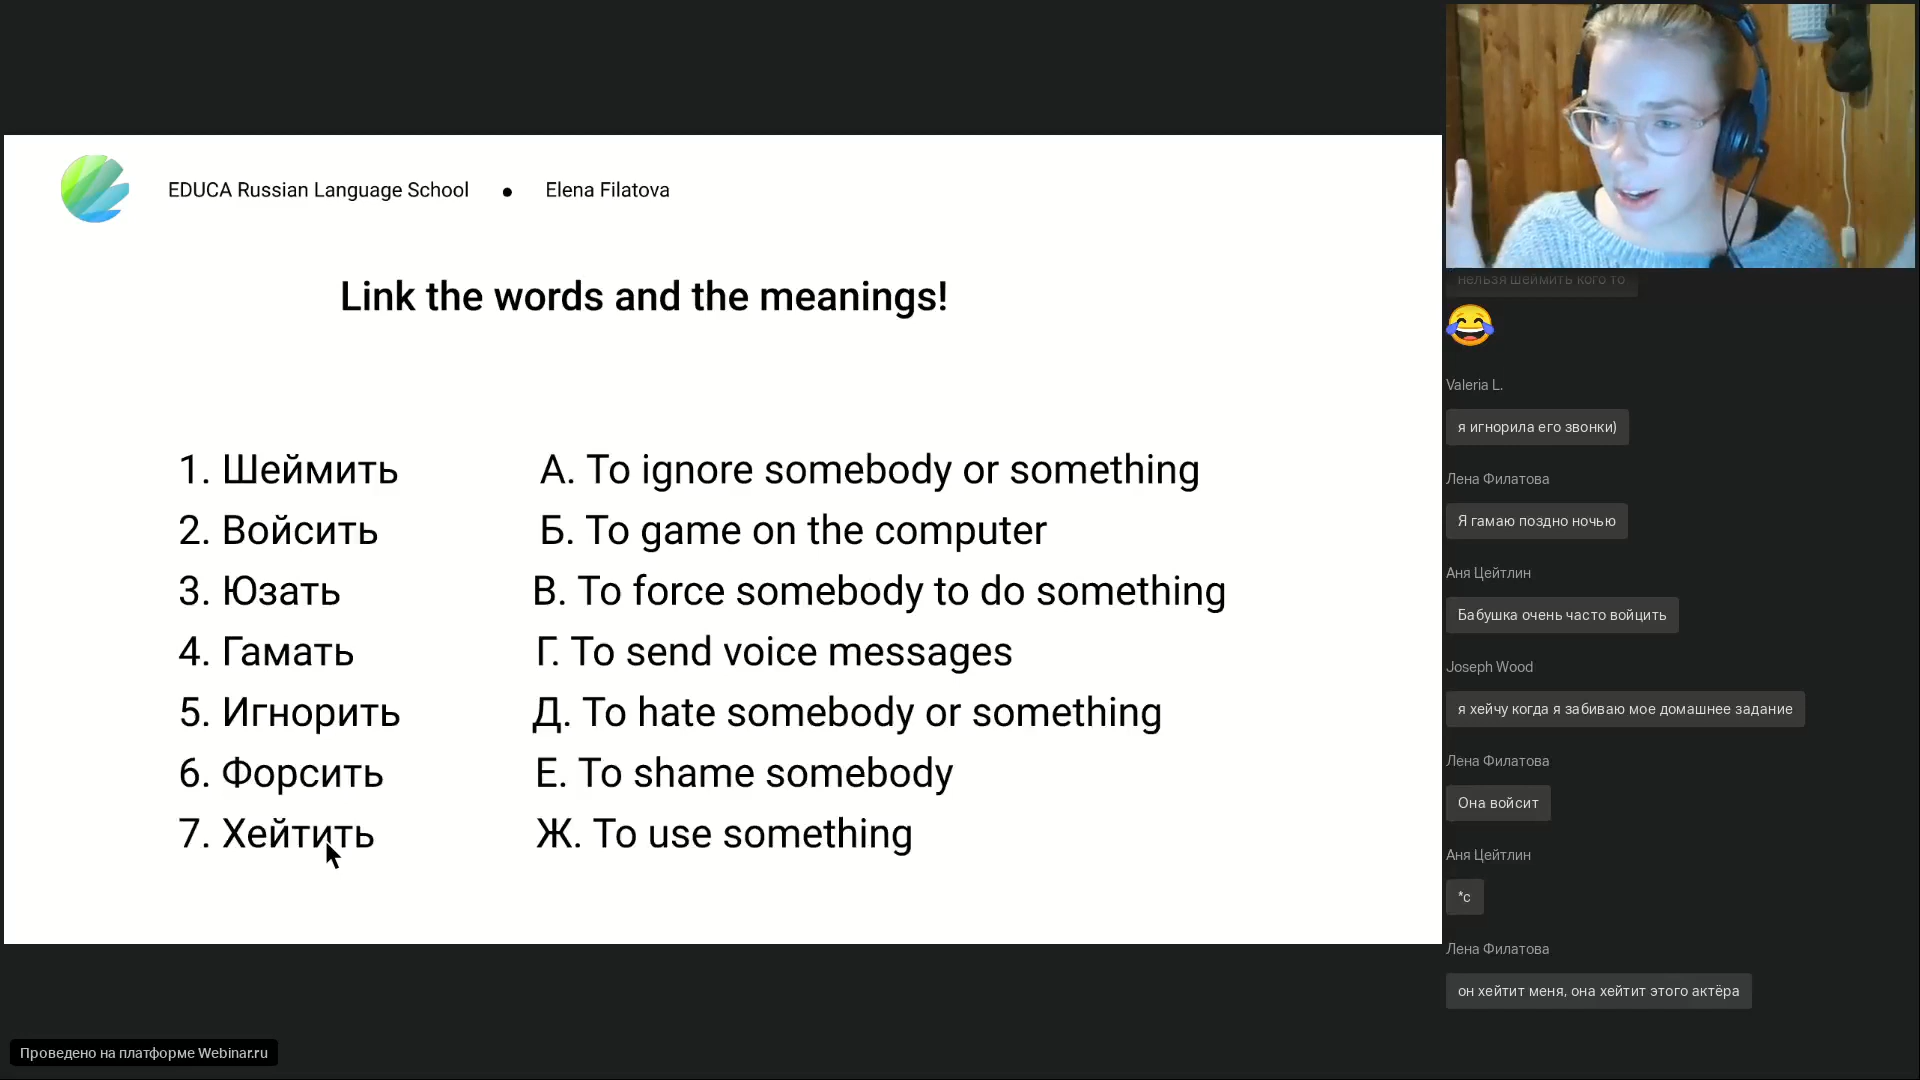 EDUCA Russian Language School • Elena Filatova
Link the words and the meanings!
1. Шеймить
2. Войсить
3. Юзать
4. Гамать
5. Игнорить
6. Форсить
7. Хейтить
А. To ignore somebody or something
Б. To game on the computer
В. To force somebody to do something
Г. To send voice messages
Д. To hate somebody or something
Е. To shame somebody
Ж. To use something
нельзя шеймить кого то
Valeria L.
я игнорила его звонки)
Лена Филатова
Я гамаю поздно ночью
Аня Цейтлин
Бабушка очень часто войцить
Joseph Wood
я хейчу когда я забиваю мое домашнее задание
Лена Филатова
Она войсит
Аня Цейтлин
*с
Лена Филатова
он хейтит меня, она хейтит этого актёра
Проведено на платформе Webinar.ru